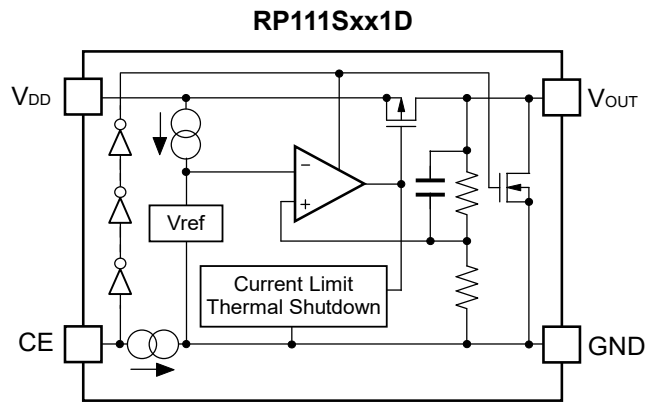 RP111Sxx1D
VDD
VOUT
−
+
Vref
Current Limit
Thermal Shutdown
CE
GND